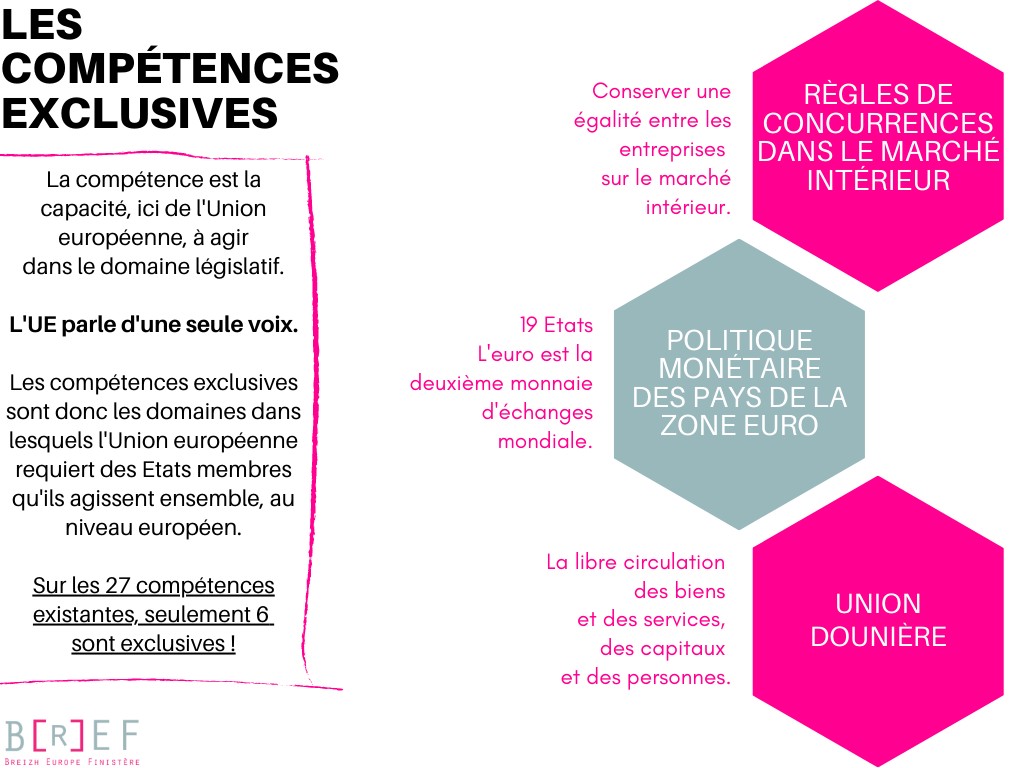 LES
COMPÉTENCES
EXCLUSIVES
La compétence est la
capacité, ici de l'Union
européenne, à agir
dans le domaine législatif.
L'UE parle d'une seule voix.
Les compétences exclusives
sont donc les domaines dans
lesquels l'Union européenne
requiert des Etats membres
qu'ils agissent ensemble, au
niveau européen.
Sur les 27 compétences
existantes, seulement 6
sont exclusives !
Conserver une
égalité entre les
entreprises
sur le marché
intérieur.
RÈGLES DE
CONCURRENCES
DANS LE MARCHÉ
INTÉRIEUR
19 Etats
L'euro est la
deuxième monnaie
d'échanges
mondiale.
POLITIQUE
MONÉTAIRE
DES PAYS DE LA
ZONE EURO
La libre circulation
des biens
et des services,
des capitaux
et des personnes.
UNION
DOUNIÈRE
B[R]EF
BREIZH EUROPE FINISTÈRE